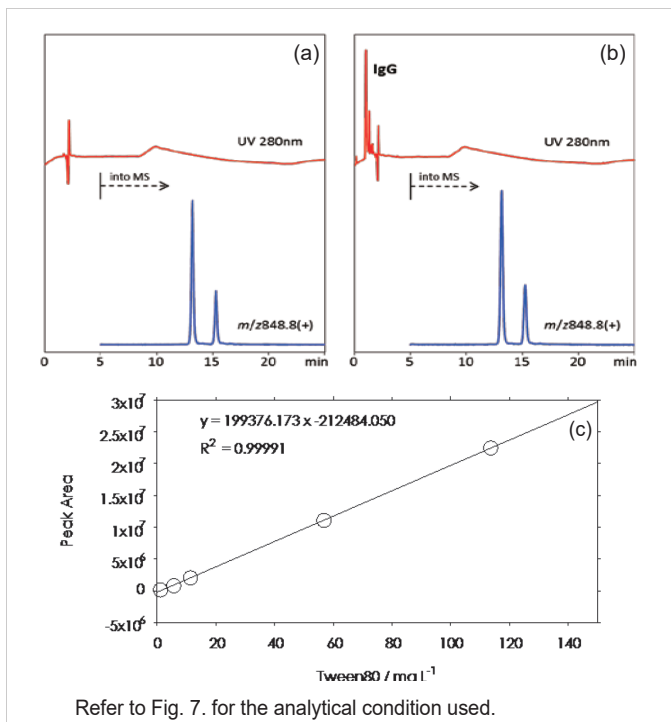 (a)
UV 280nm
into MS
m/z848.8(+)
0 5 10 15 20 min
(b)
IgG
UV 280nm
into MS
m/z848.8(+)
0 5 10 15 20 min
(c)
y = 199376.173 x -212484.050
R² = 0.99991
3x10⁷
2.5x10⁷
2x10⁷
1.5x10⁷
1x10⁷
5x10⁶
0
-5x10⁶
Peak Area
0 20 40 60 80 100 120 140
Tween80 / mg L⁻¹
Refer to Fig. 7. for the analytical condition used.